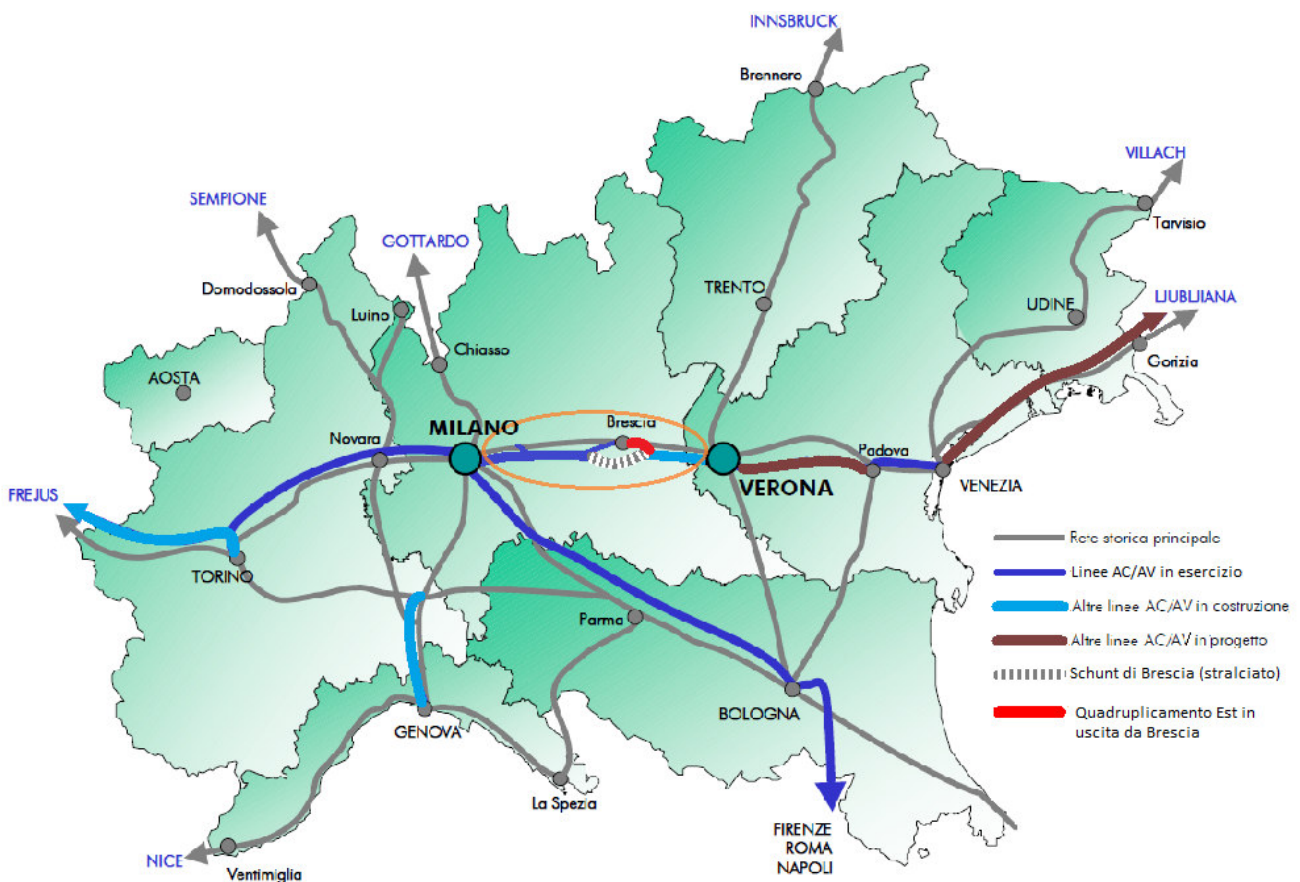 INNSBRUCK
Brennero
VILLACH
Tarvisio
SEMPIONE
GOTTARDO
Domodossola
Luino
TRENTO
UDINE
LJUBLJIANA
Chiasso
Gorizia
AOSTA
MILANO
Brescia
Novara
Padova
VERONA
VENEZIA
FREJUS
TORINO
Rete storica principale
Linee AC/AV in esercizio
Altre linee AC/AV in costruzione
Altre linee AC/AV in progetto
Schunt di Brescia (stralciato)
Quadruplicamento Est in
uscita da Brescia
Parma
BOLOGNA
GENOVA
La Spezia
FIRENZE
ROMA
NAPOLI
NICE
Ventimiglia